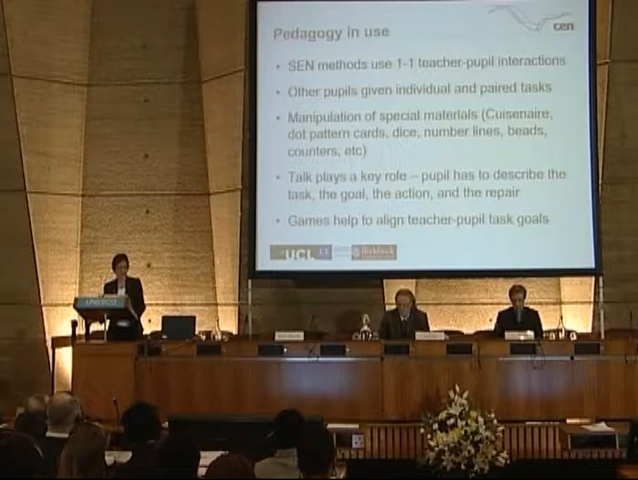 cen
Pedagogy in use
• SEN methods use 1-1 teacher-pupil interactions
• Other pupils given individual and paired tasks
• Manipulation of special materials (Cuisenaire,
dot pattern cards, dice, number lines, beads,
counters, etc)
• Talk plays a key role – pupil has to describe the
task, the goal, the action, and the repair
• Games help to align teacher-pupil task goals
UCL
Birkbeck
UNESCO